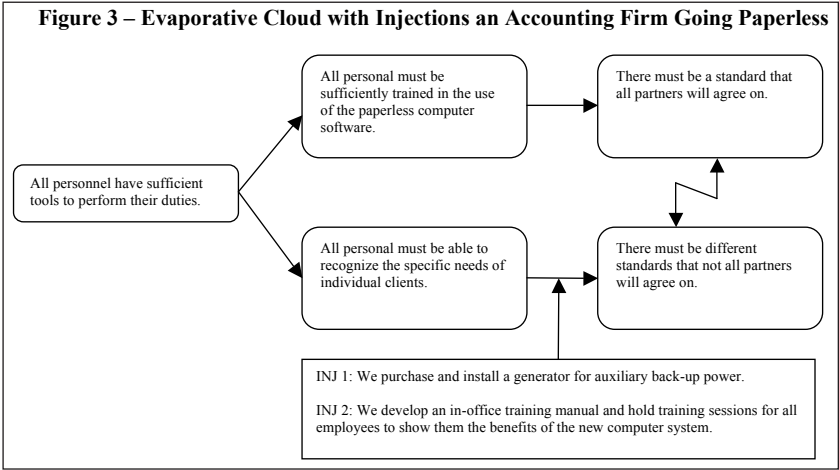 Figure 3 – Evaporative Cloud with Injections an Accounting Firm Going Paperless
All personal must be
sufficiently trained in the use
of the paperless computer
software.
There must be a standard that
all partners will agree on.
All personnel have sufficient
tools to perform their duties.
All personal must be able to
recognize the specific needs of
individual clients.
There must be different
standards that not all partners
will agree on.
INJ 1: We purchase and install a generator for auxiliary back-up power.
INJ 2: We develop an in-office training manual and hold training sessions for all
employees to show them the benefits of the new computer system.